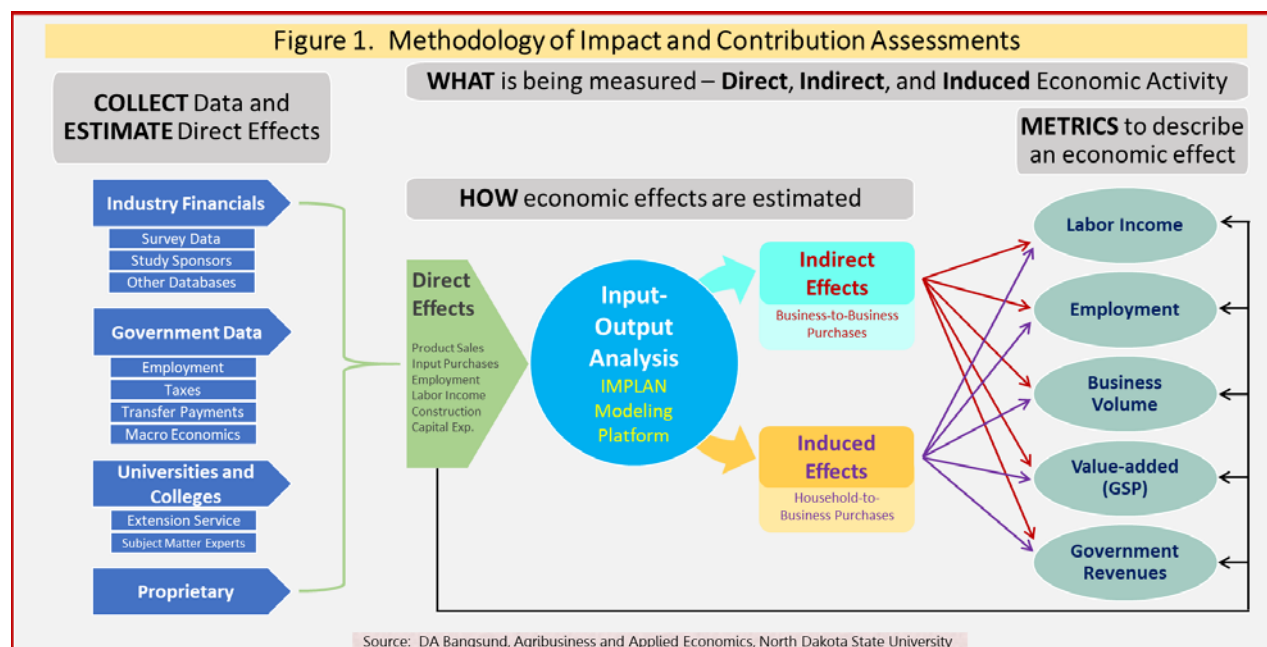 Figure 1. Methodology of Impact and Contribution Assessments
COLLECT Data and
ESTIMATE Direct Effects
WHAT is being measured – Direct, Indirect, and Induced Economic Activity
METRICS to describe
an economic effect
HOW economic effects are estimated
Industry Financials
Survey Data
Study Sponsors
Other Databases
Government Data
Employment
Taxes
Transfer Payments
Macro Economics
Universities and
Colleges
Extension Service
Subject Matter Experts
Proprietary
Direct
Effects
Product Sales
Input Purchases
Employment
Labor Income
Construction
Capital Exp.
Input-
Output
Analysis
IMPLAN
Modeling
Platform
Indirect
Effects
Business-to-Business
Purchases
Induced
Effects
Household-to-
Business Purchases
Labor Income
Employment
Business
Volume
Value-added
(GSP)
Government
Revenues
Source: DA Bangsund, Agribusiness and Applied Economics, North Dakota State University